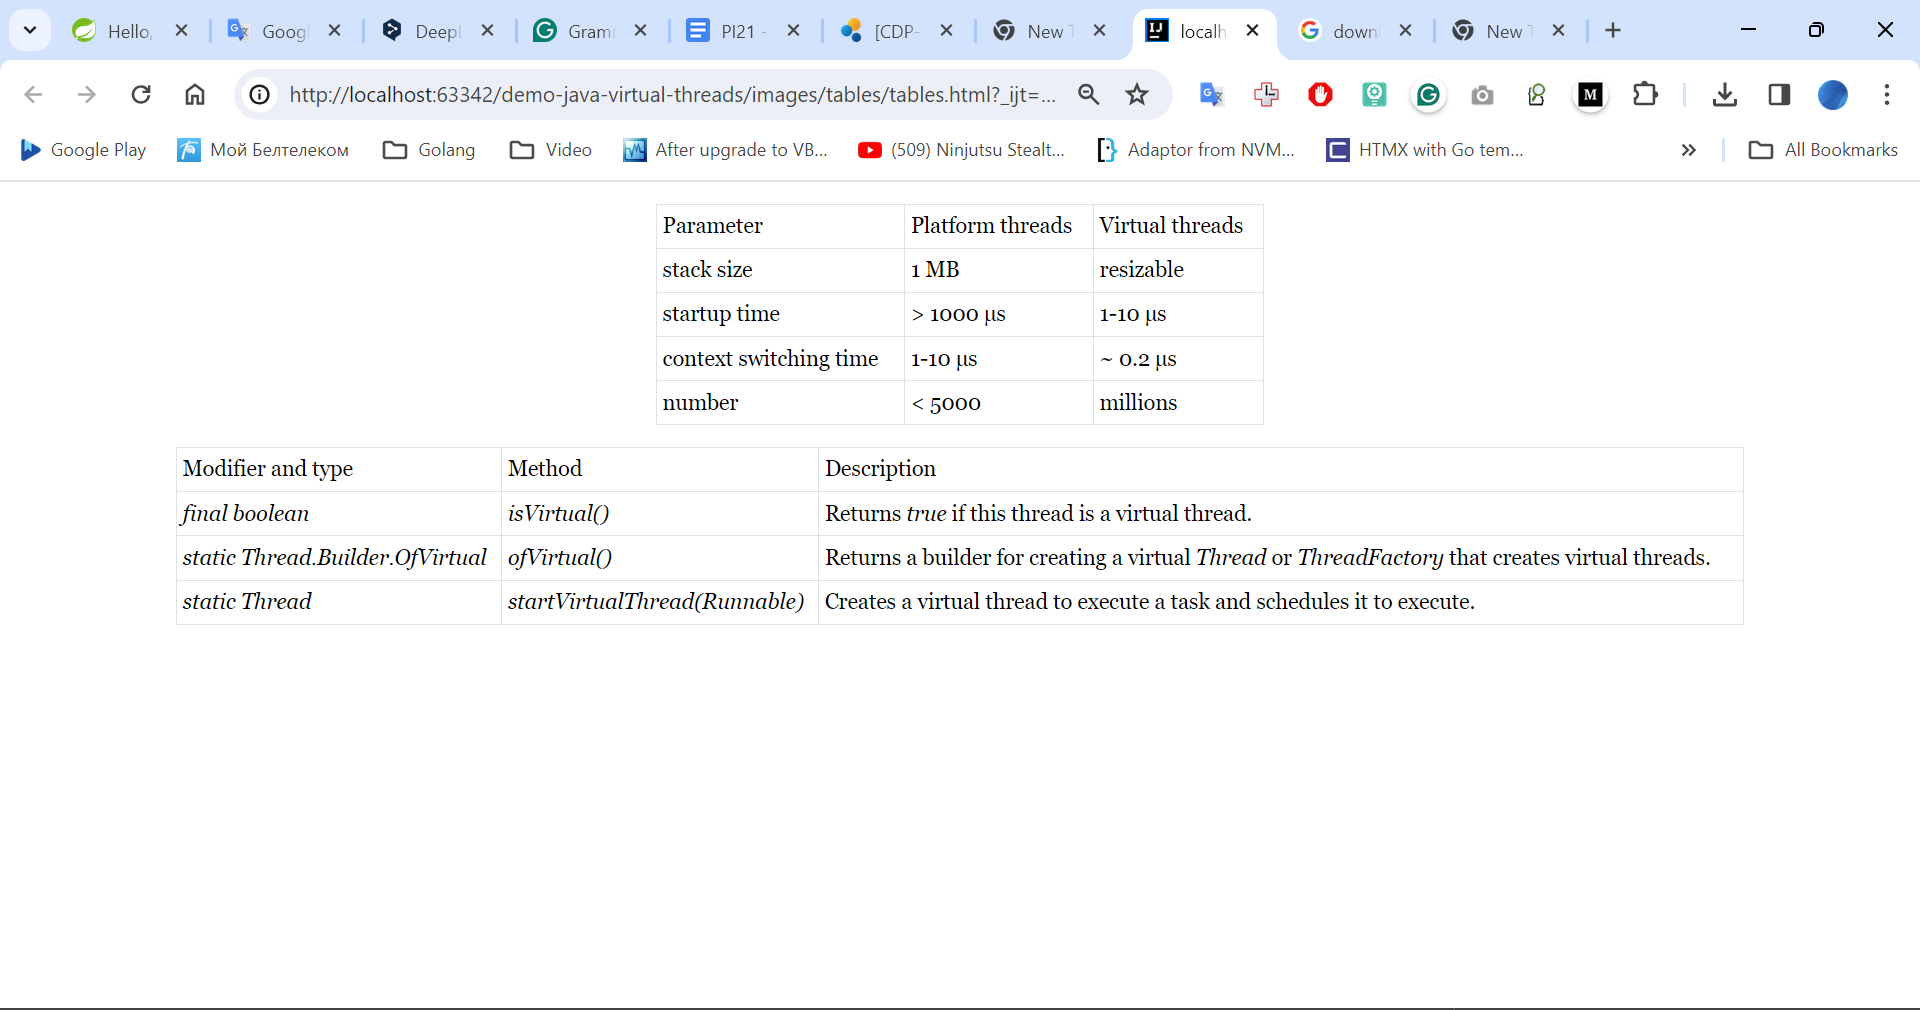 Hello, Googl DeepL Gram PI21 - [CDP- New T localh down New T
http://localhost:63342/demo-java-virtual-threads/images/tables/tables.html?_ijt=...
Google Play Мой Белтелеком Golang Video After upgrade to VB... (509) Ninjutsu Stealt... Adaptor from NVM... HTMX with Go tem... » All Bookmarks
Parameter Platform threads Virtual threads
stack size 1 MB resizable
startup time > 1000 μs 1-10 μs
context switching time 1-10 μs ~ 0.2 μs
number < 5000 millions
Modifier and type Method Description
final boolean isVirtual() Returns true if this thread is a virtual thread.
static Thread.Builder.OfVirtual ofVirtual() Returns a builder for creating a virtual Thread or ThreadFactory that creates virtual threads.
static Thread startVirtualThread(Runnable) Creates a virtual thread to execute a task and schedules it to execute.